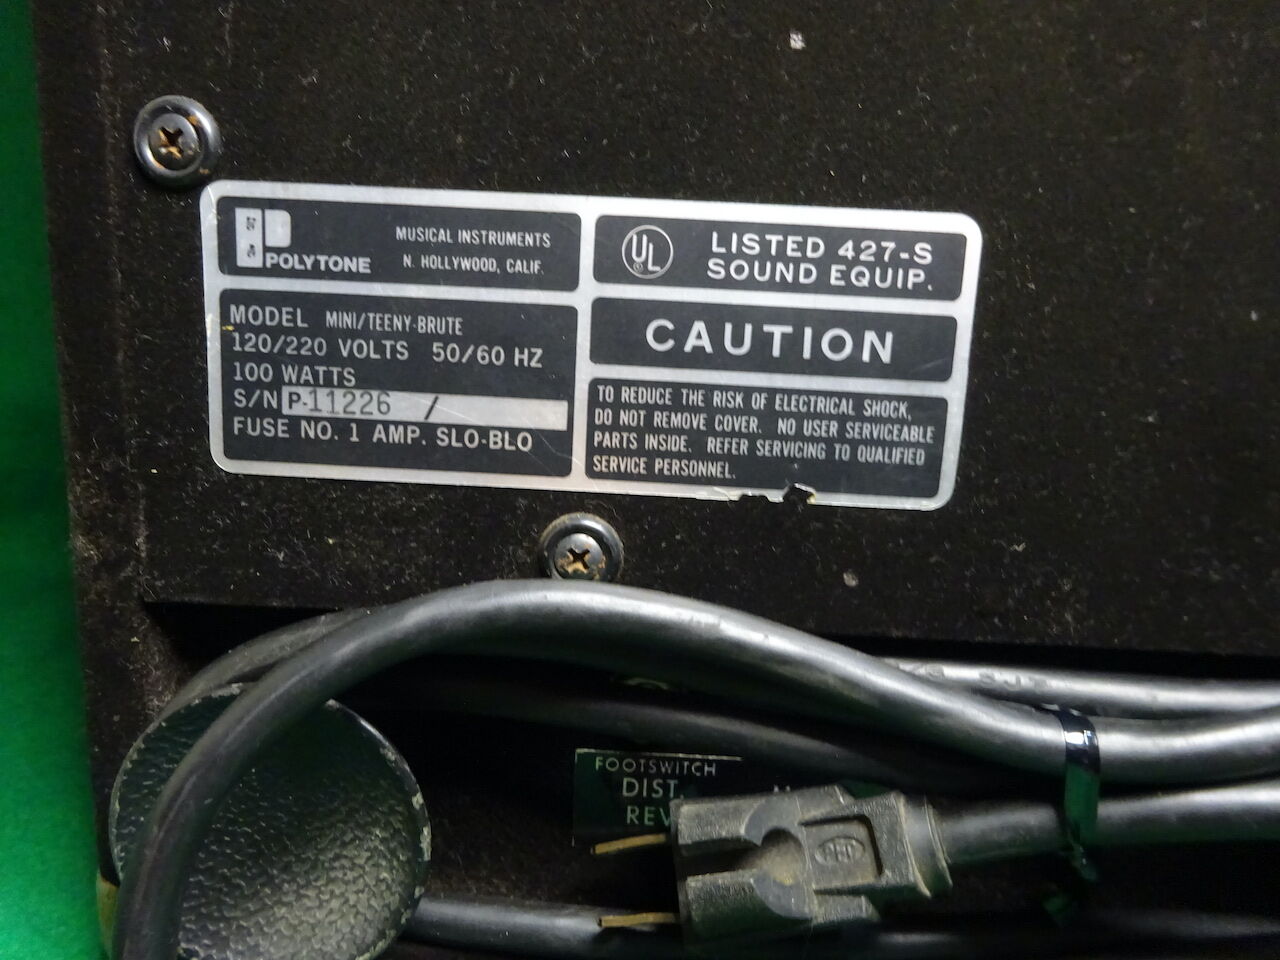 POLYTONE
MUSICAL INSTRUMENTS
N. HOLLYWOOD, CALIF.
MODEL MINI/TEENY-BRUTE
120/220 VOLTS 50/60 HZ
100 WATTS
S/N P-11226 /
FUSE NO. 1 AMP. SLO-BLO
UL
LISTED 427-S
SOUND EQUIP.
CAUTION
TO REDUCE THE RISK OF ELECTRICAL SHOCK,
DO NOT REMOVE COVER. NO USER SERVICEABLE
PARTS INSIDE. REFER SERVICING TO QUALIFIED
SERVICE PERSONNEL.
FOOTSWITCH
DIST.
REV